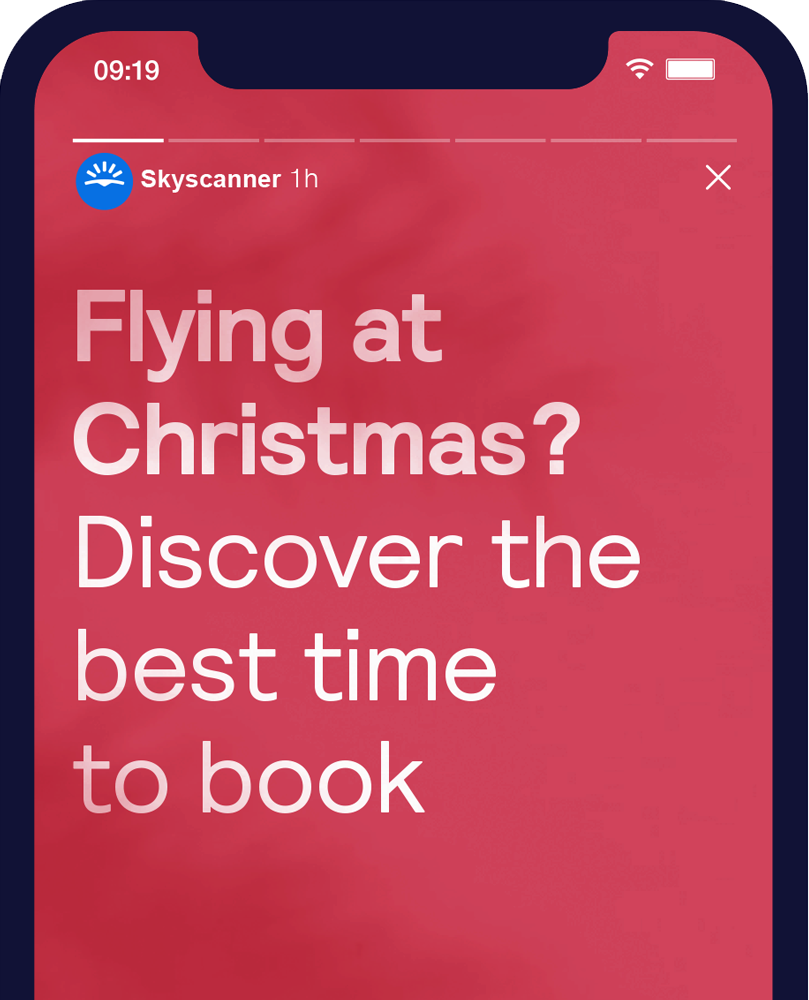 09:19
Skyscanner 1h
Flying at
Christmas?
Discover the
best time
to book